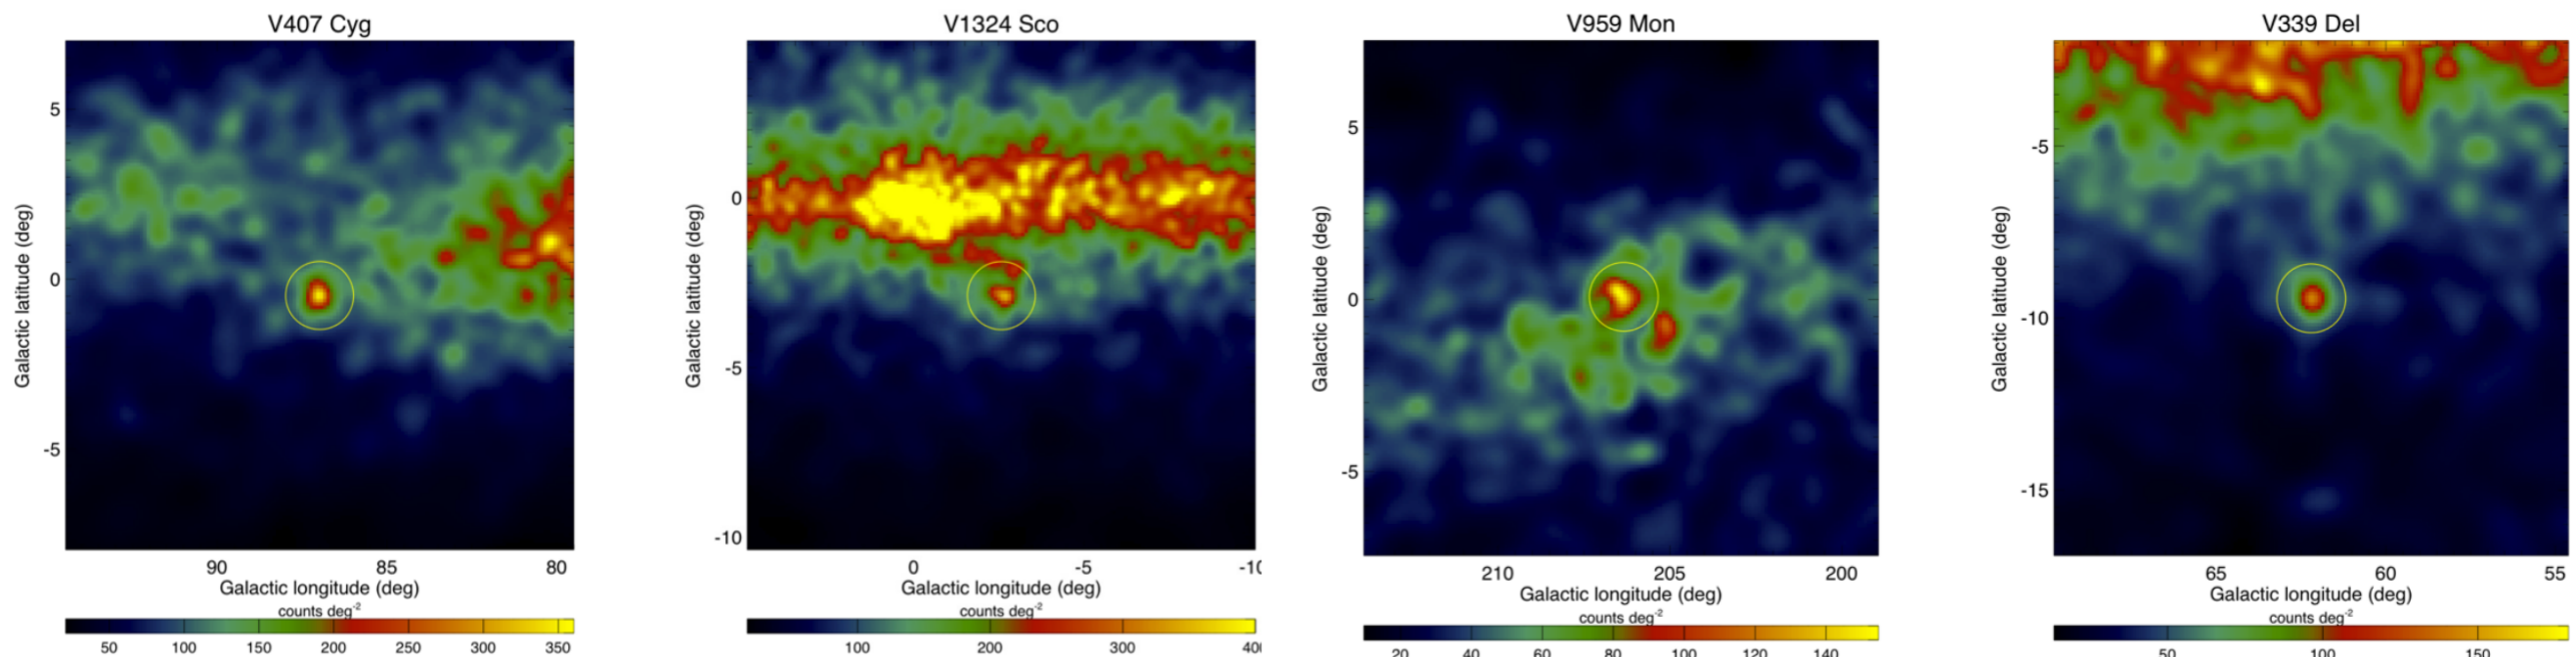 V407 Cyg
5
0
-5
Galactic latitude (deg)
90 85 80
Galactic longitude (deg)
counts deg-2
50 100 150 200 250 300 350
V1324 Sco
0
-5
-10
Galactic latitude (deg)
0 -5 -10
Galactic longitude (deg)
counts deg-2
100 200 300 400
V959 Mon
5
0
-5
Galactic latitude (deg)
210 205 200
Galactic longitude (deg)
counts deg-2
20 40 60 80 100 120 140
V339 Del
-5
-10
-15
Galactic latitude (deg)
65 60 55
Galactic longitude (deg)
counts deg-2
50 100 150